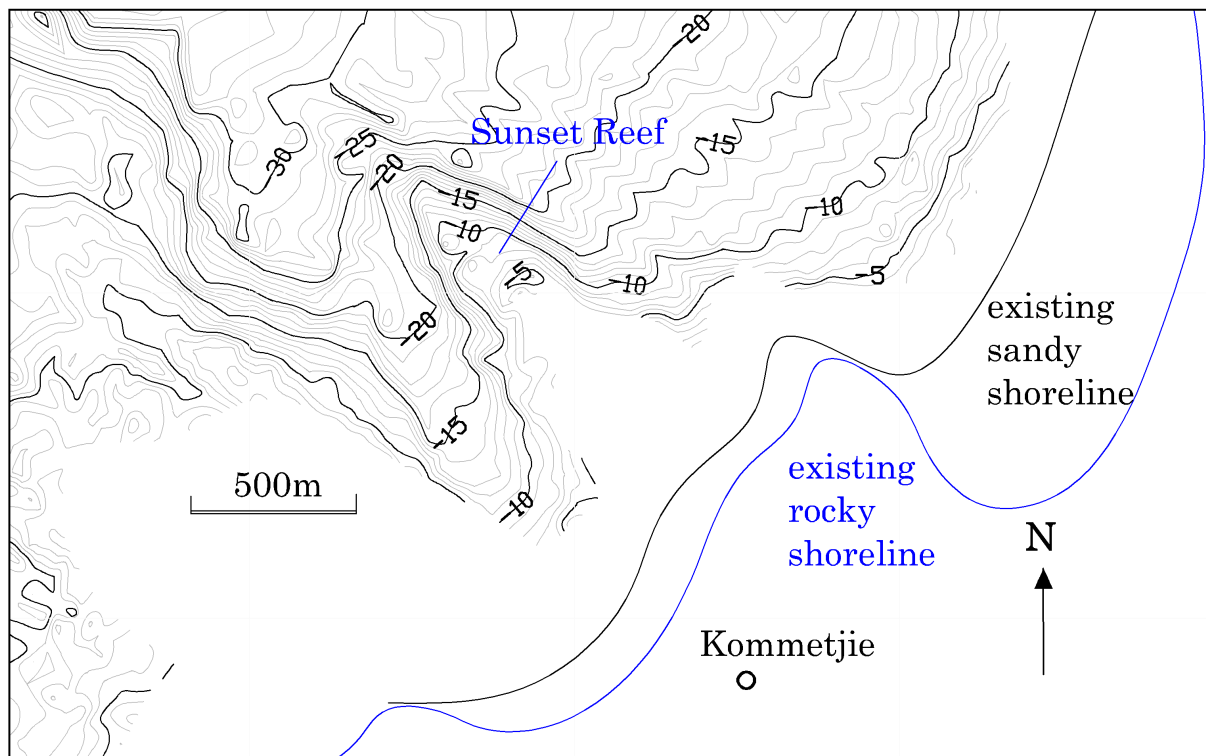 -20
-25
Sunset Reef
-15
-30
-20
-15
-10
-10
-5
-10
-5
-20
existing
sandy
shoreline
-15
existing
rocky
shoreline
500m
-10
N
Kommetjie